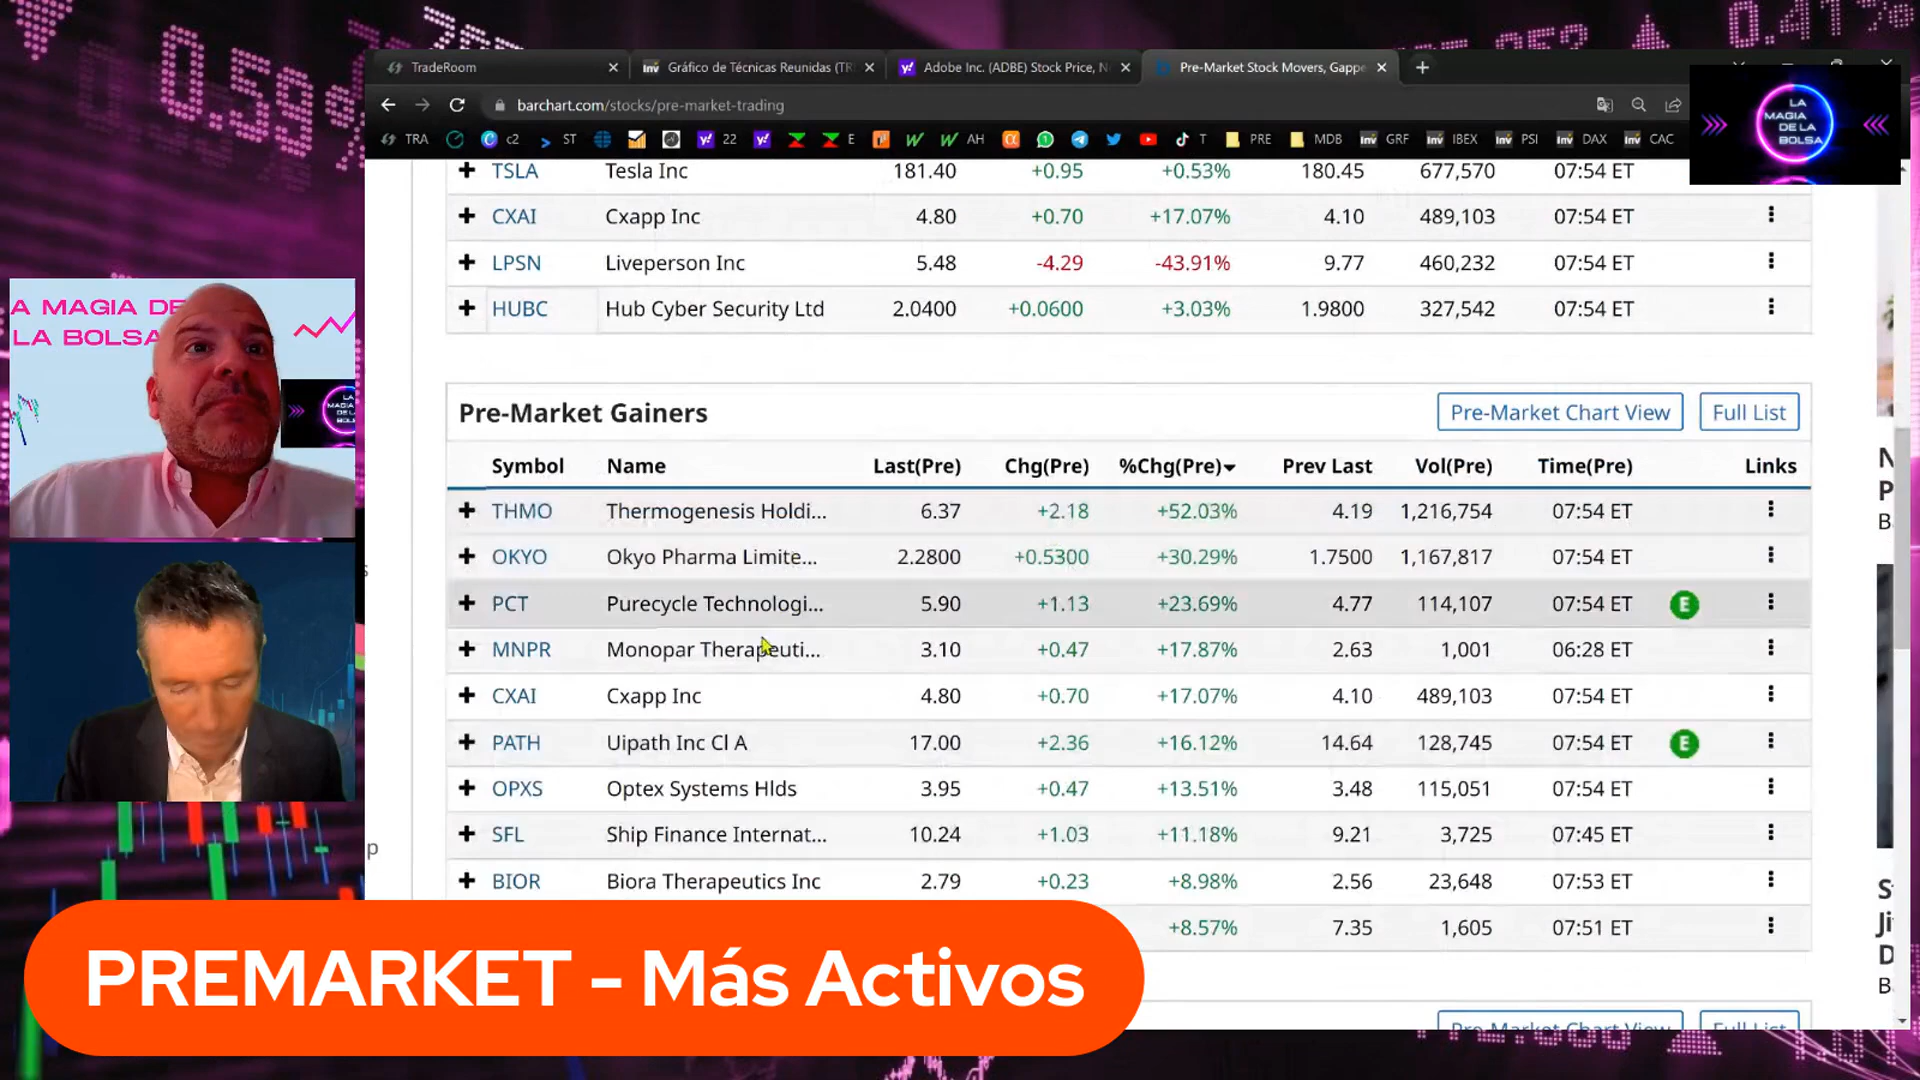 0.59%
0.41%
TradeRoom
Gráfico de Técnicas Reunidas (TR
Adobe Inc. (ADBE) Stock Price, N
Pre-Market Stock Movers, Gappe
barchart.com/stocks/pre-market-trading
TRA c2 ST 22 E AH T PRE MDB GRF IBEX PSI DAX CAC
LA
MAGIA
DE LA
BOLSA
TSLA Tesla Inc 181.40 +0.95 +0.53% 180.45 677,570 07:54 ET
CXAI Cxapp Inc 4.80 +0.70 +17.07% 4.10 489,103 07:54 ET
LPSN Liveperson Inc 5.48 -4.29 -43.91% 9.77 460,232 07:54 ET
HUBC Hub Cyber Security Ltd 2.0400 +0.0600 +3.03% 1.9800 327,542 07:54 ET
A MAGIA DE
LA BOLSA
Pre-Market Gainers Pre-Market Chart View Full List
Symbol Name Last(Pre) Chg(Pre) %Chg(Pre) Prev Last Vol(Pre) Time(Pre) Links
THMO Thermogenesis Holdi... 6.37 +2.18 +52.03% 4.19 1,216,754 07:54 ET
OKYO Okyo Pharma Limite... 2.2800 +0.5300 +30.29% 1.7500 1,167,817 07:54 ET
PCT Purecycle Technologi... 5.90 +1.13 +23.69% 4.77 114,107 07:54 ET E
MNPR Monopar Therapeuti... 3.10 +0.47 +17.87% 2.63 1,001 06:28 ET
CXAI Cxapp Inc 4.80 +0.70 +17.07% 4.10 489,103 07:54 ET
PATH Uipath Inc Cl A 17.00 +2.36 +16.12% 14.64 128,745 07:54 ET E
OPXS Optex Systems Hlds 3.95 +0.47 +13.51% 3.48 115,051 07:54 ET
SFL Ship Finance Internat... 10.24 +1.03 +11.18% 9.21 3,725 07:45 ET
BIOR Biora Therapeutics Inc 2.79 +0.23 +8.98% 2.56 23,648 07:53 ET
+8.57% 7.35 1,605 07:51 ET
PREMARKET - Más Activos
Pre-Market Chart View Full List